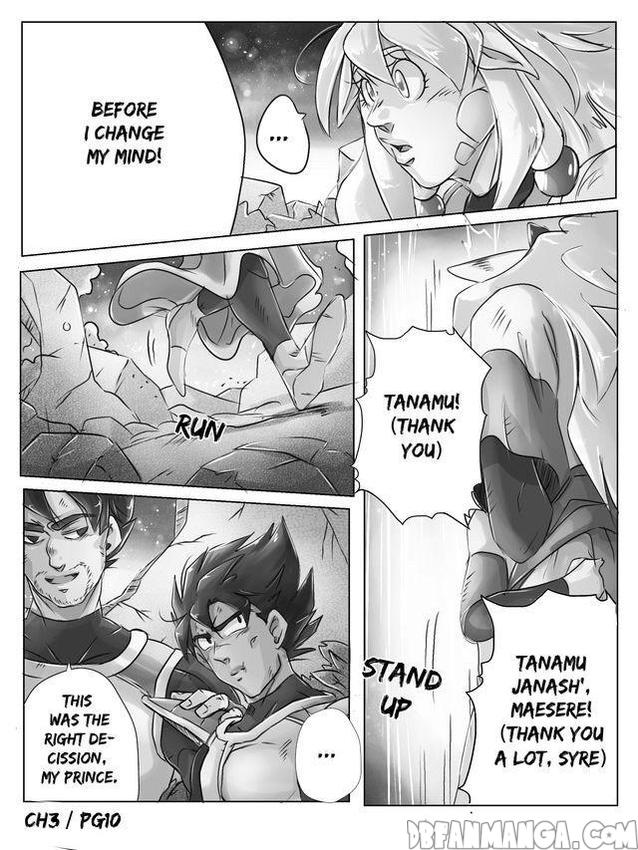 BEFORE
I CHANGE
MY MIND!
...
TANAMU!
(THANK
YOU)
RUN
STAND
UP
TANAMU
JANASH',
MAESERE!
(THANK YOU
A LOT, SYRE)
THIS
WAS THE
RIGHT DE-
CISSION,
MY PRINCE.
...
CH3 / PG10
DBFANMANGA.COM